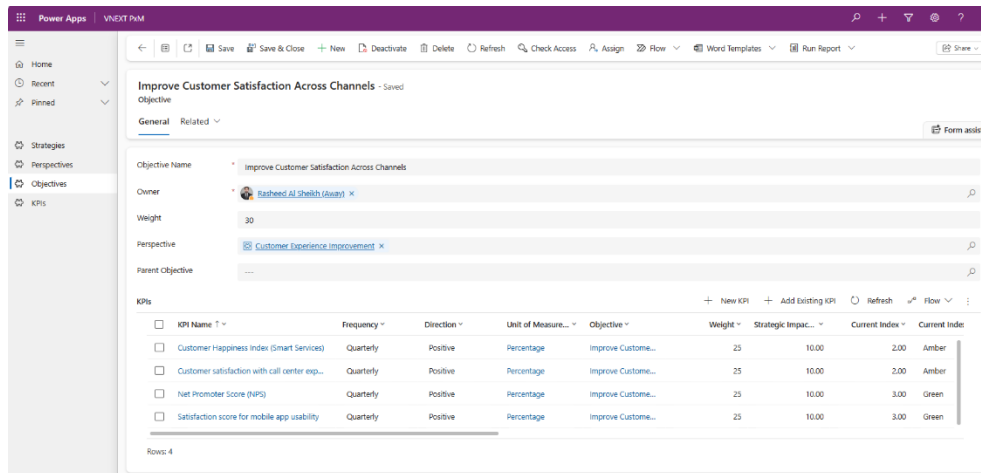 Power Apps VNEXT PxM ?
Save Save & Close New Deactivate Delete Refresh Check Access Assign Flow Word Templates Run Report Share
Home
Recent
Pinned
Strategies
Perspectives
Objectives
KPIs
Improve Customer Satisfaction Across Channels - Saved
Objective
General Related
Form assis
Objective Name * Improve Customer Satisfaction Across Channels
Owner * Rasheed Al Sheikh (Away)
Weight 30
Perspective Customer Experience Improvement
Parent Objective ---
KPIs + New KPI + Add Existing KPI Refresh Flow
KPI Name Frequency Direction Unit of Measure... Objective Weight Strategic Impac... Current Index Current Index
Customer Happiness Index (Smart Services) Quarterly Positive Percentage Improve Custome... 25 10.00 2.00 Amber
Customer satisfaction with call center exp... Quarterly Positive Percentage Improve Custome... 25 10.00 2.00 Amber
Net Promoter Score (NPS) Quarterly Positive Percentage Improve Custome... 25 10.00 3.00 Green
Satisfaction score for mobile app usability Quarterly Positive Percentage Improve Custome... 25 10.00 3.00 Green
Rows: 4